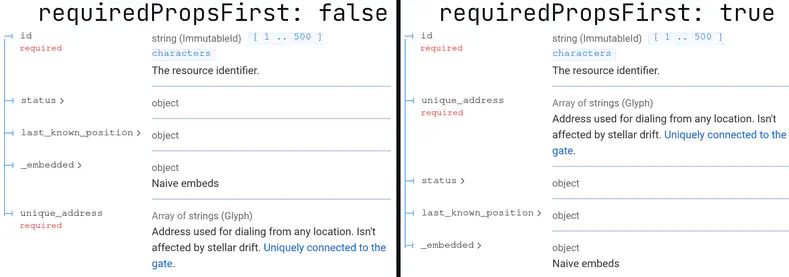 requiredPropsFirst: false
id
required
string (ImmutableId) [ 1 .. 500 ]
characters
The resource identifier.
status >
object
last_known_position >
object
_embedded >
object
Naive embeds
unique_address
required
Array of strings (Glyph)
Address used for dialing from any location. Isn't
affected by stellar drift. Uniquely connected to the
gate.
requiredPropsFirst: true
id
required
string (ImmutableId) [ 1 .. 500 ]
characters
The resource identifier.
unique_address
required
Array of strings (Glyph)
Address used for dialing from any location. Isn't
affected by stellar drift. Uniquely connected to the
gate.
status >
object
last_known_position >
object
_embedded >
object
Naive embeds